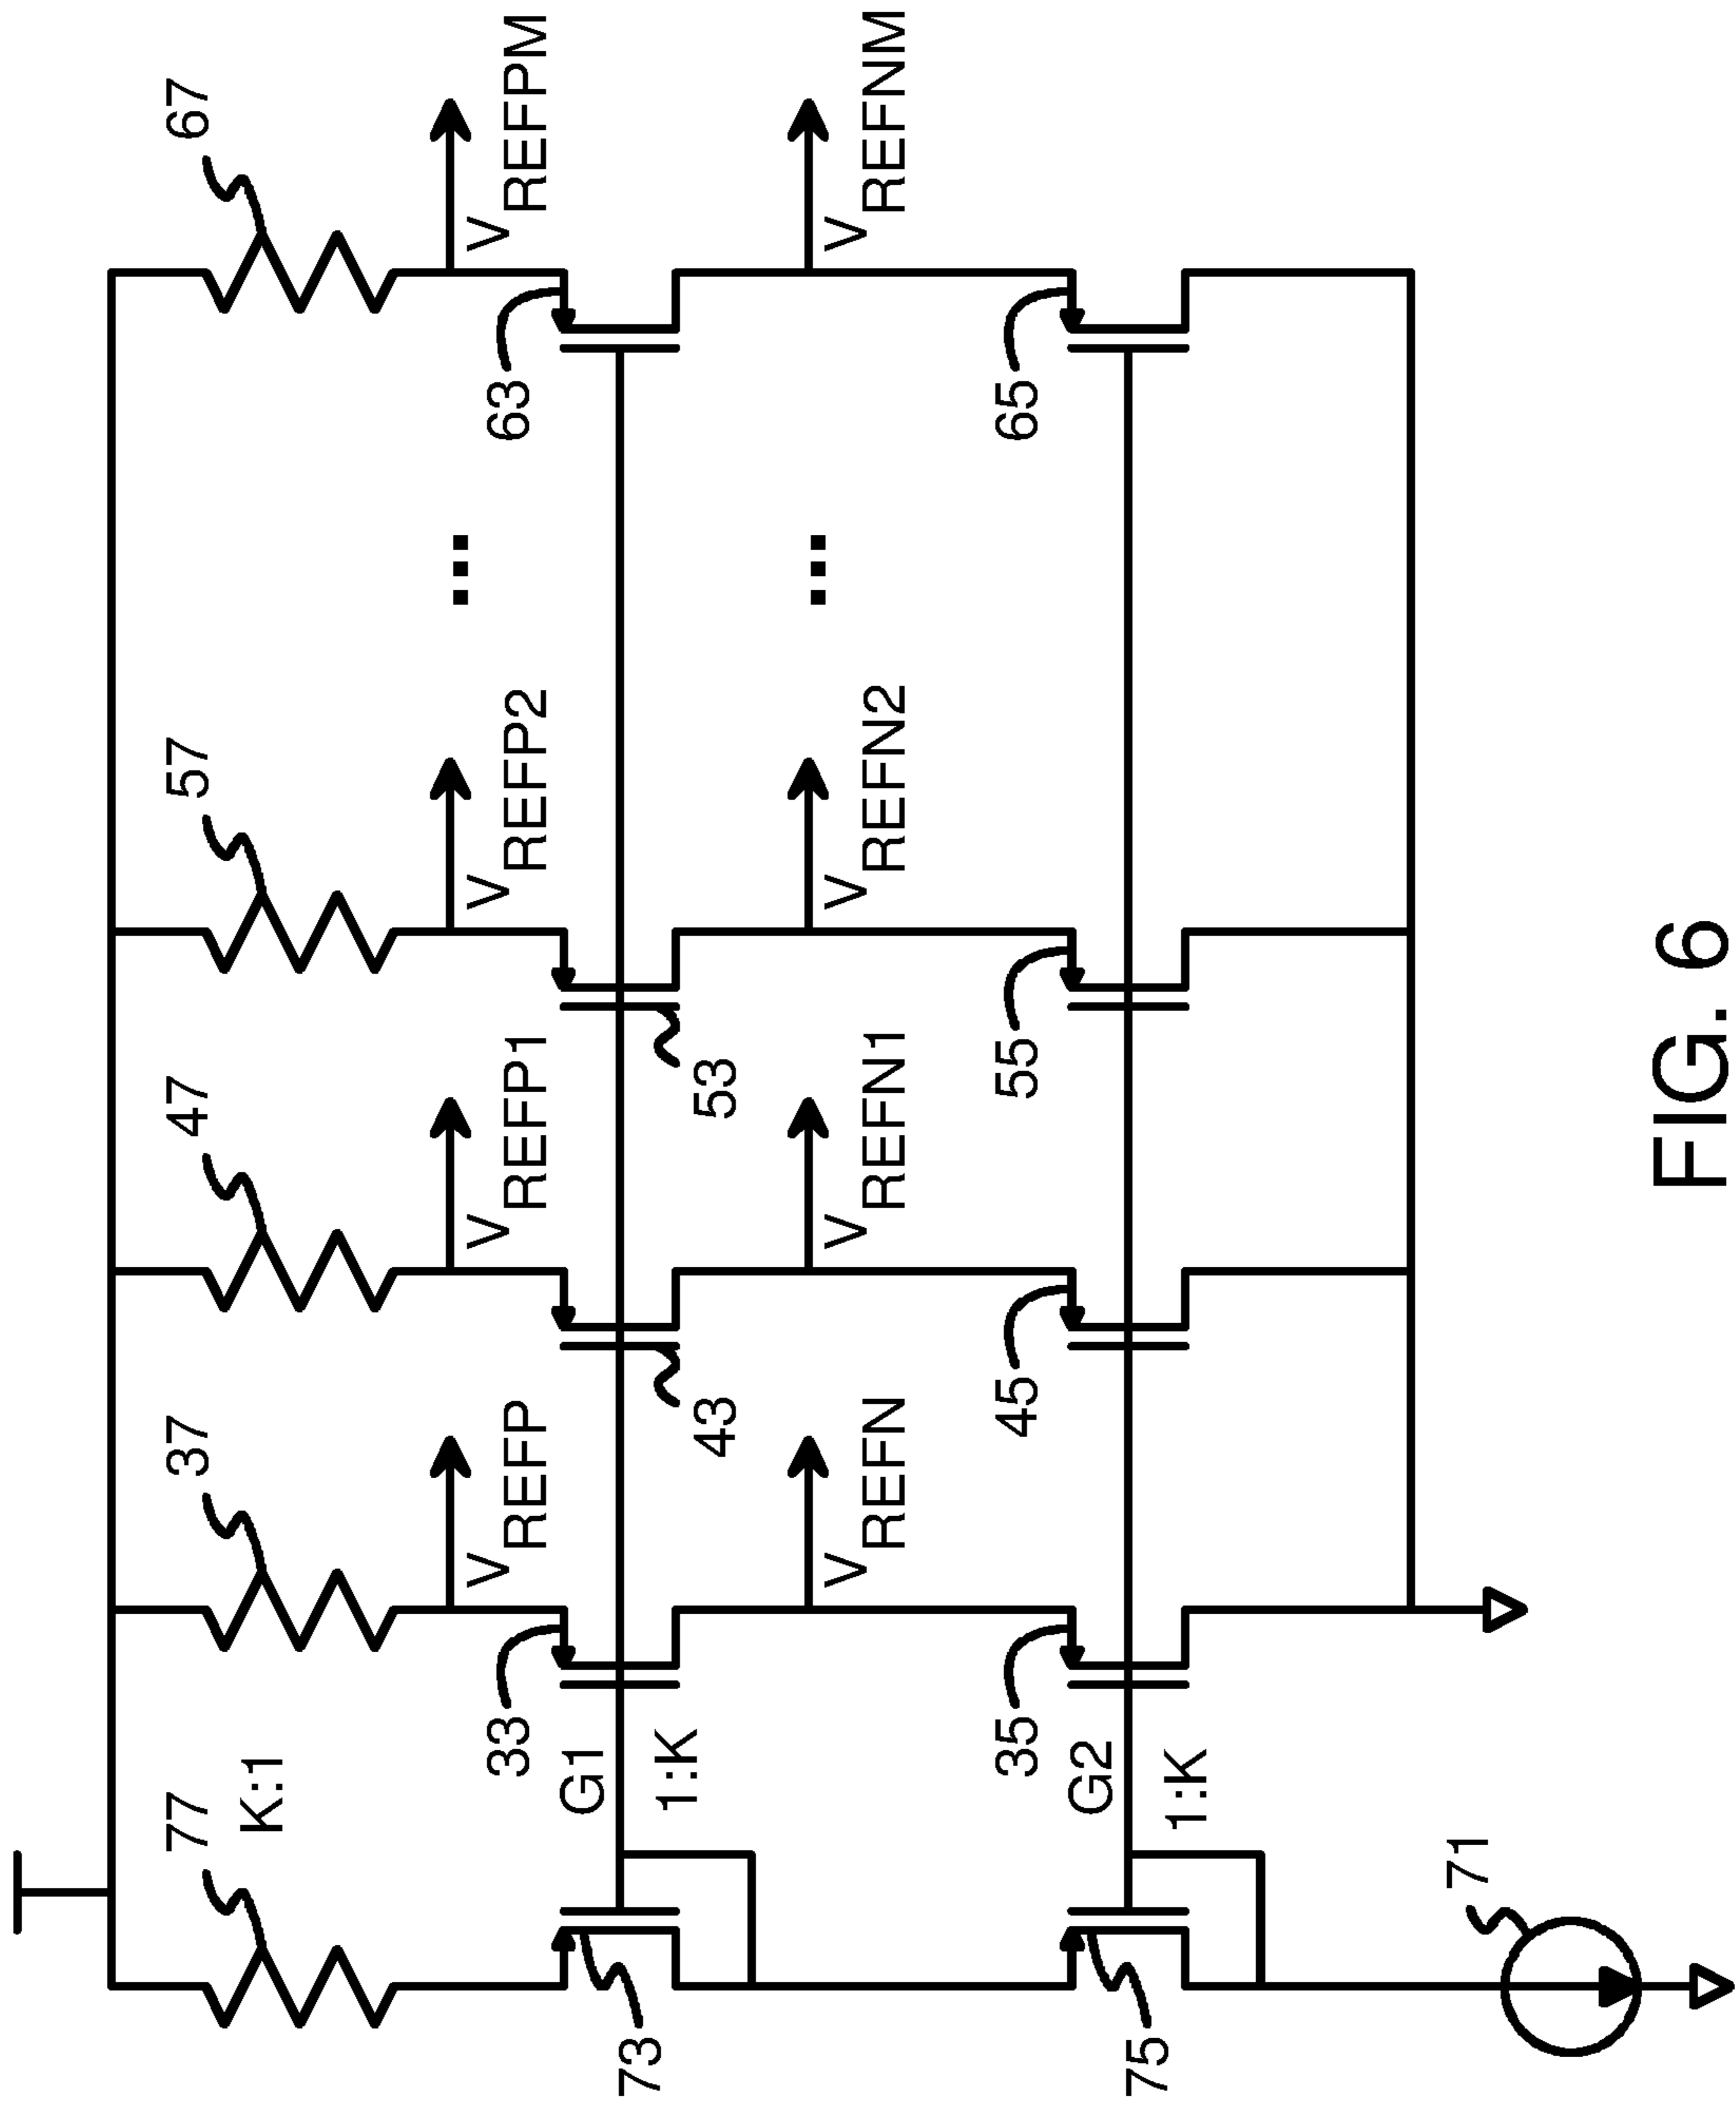 77
K:1
37
47
57
67
VREFP
VREFP1
VREFP2
...
VREFPM
73
G1
1:K
33
43
53
63
VREFN
VREFN1
VREFN2
...
VREFNM
75
G2
1:K
35
45
55
65
71
FIG. 6